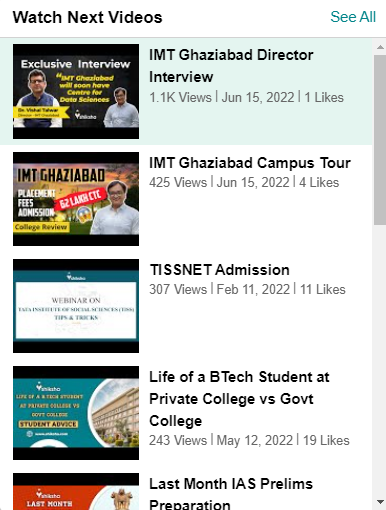 Watch Next Videos
See All
Exclusive Interview
"IMT Ghaziabad
will soon have
Centre for
Data Sciences
Dr. Vishal Talwar
Director - IMT Ghaziabad
shiksha
IMT Ghaziabad Director
Interview
1.1K Views | Jun 15, 2022 | 1 Likes
IMT GHAZIABAD
PLACEMENT
FEES
ADMISSION
62 LAKH CTC
College Review
IMT Ghaziabad Campus Tour
425 Views | Jun 15, 2022 | 4 Likes
shiksha
WEBINAR ON
TATA INSTITUTE OF SOCIAL SCIENCES (TISS)
TIPS & TRICKS
TISSNET Admission
307 Views | Feb 11, 2022 | 11 Likes
shiksha
LIFE OF A BTECH STUDENT
AT PRIVATE COLLEGE VS
GOVT COLLEGE
STUDENT ADVICE
www.shiksha.com
Life of a BTech Student at
Private College vs Govt
College
243 Views | May 12, 2022 | 19 Likes
shiksha
LAST MONTH
Last Month IAS Prelims
Preparation